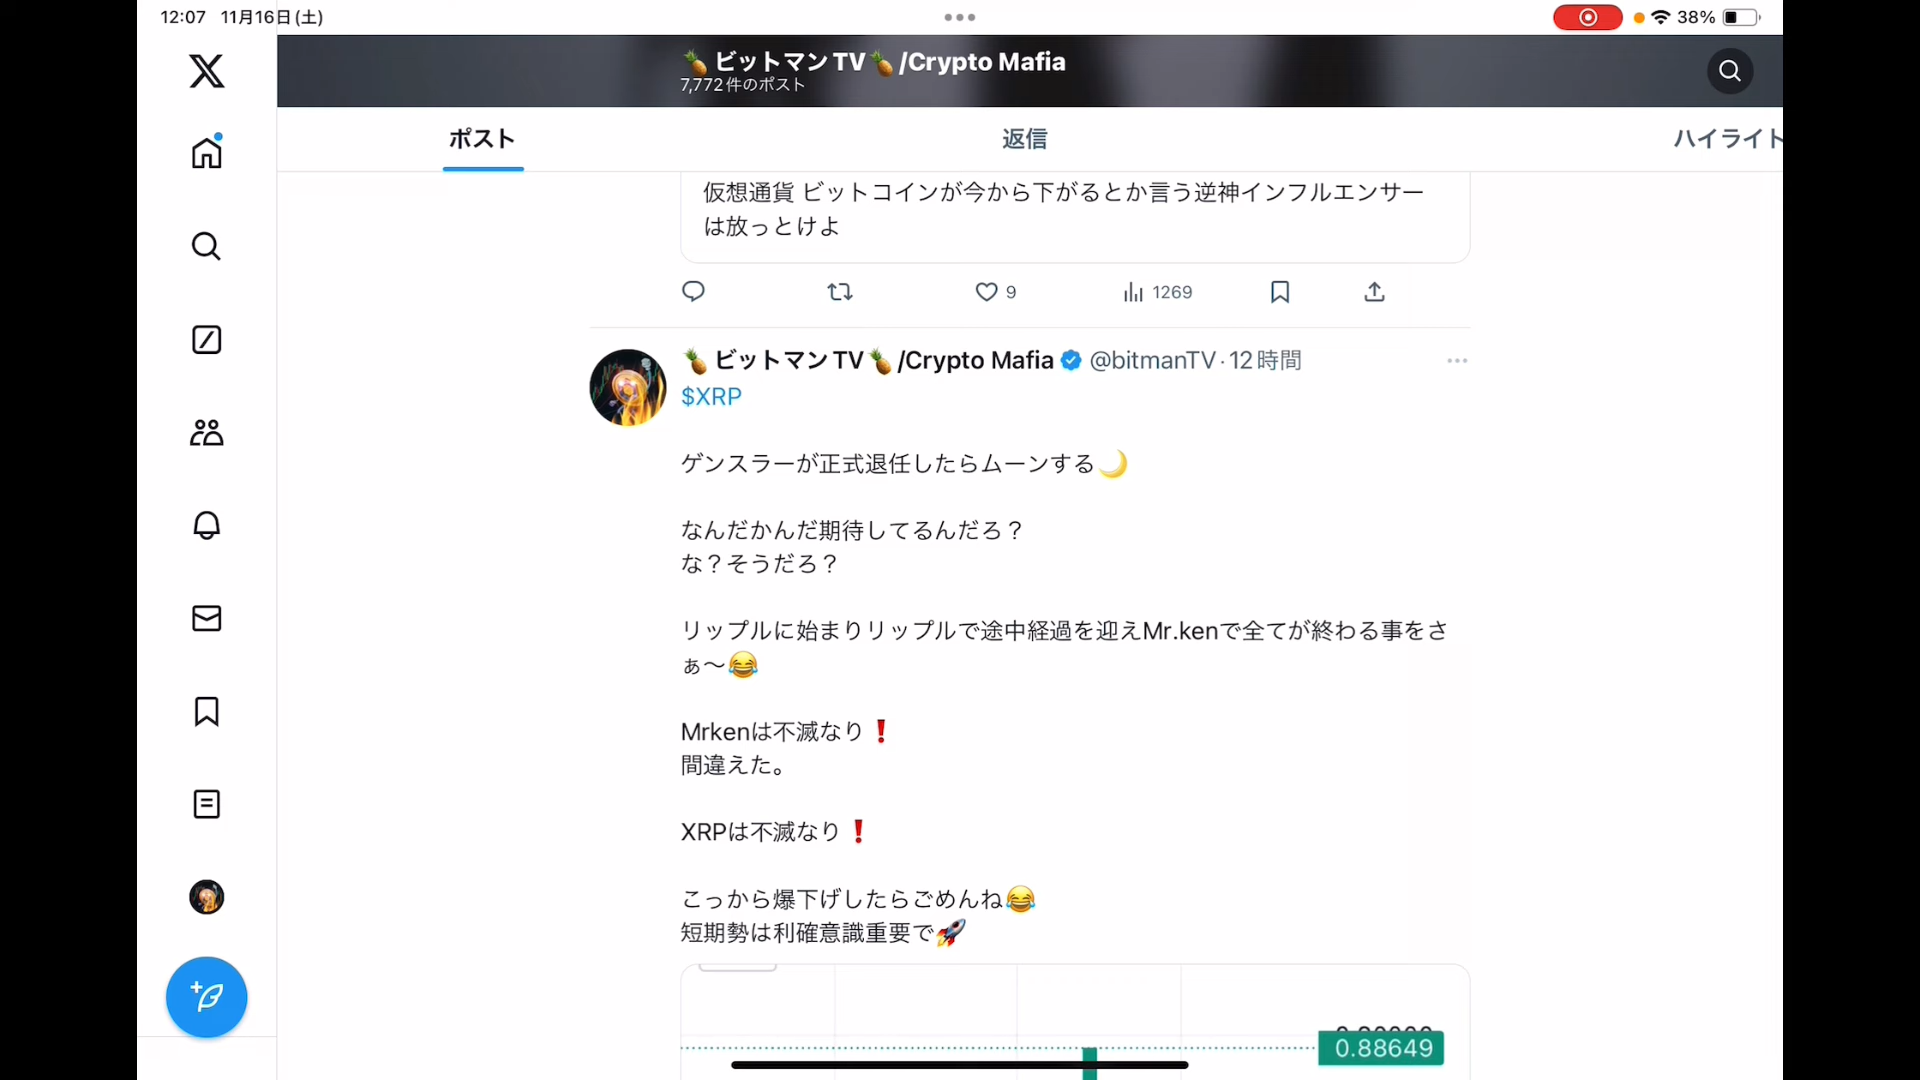 12:07 11月16日(土)
38%
🍍ビットマンTV🍍/Crypto Mafia
7,772件のポスト
ポスト
返信
ハイライト
仮想通貨 ビットコインが今から下がるとか言う逆神インフルエンサー
は放っとけよ
9
1269
🍍ビットマンTV🍍/Crypto Mafia @bitmanTV·12時間
$XRP
ゲンスラーが正式退任したらムーンする🌙
なんだかんだ期待してるんだろ？
な？そうだろ？
リップルに始まりリップルで途中経過を迎えMr.kenで全てが終わる事をさ
ぁ〜😂
Mrkenは不滅なり❗
間違えた。
XRPは不滅なり❗
こっから爆下げしたらごめんね😂
短期勢は利確意識重要で🚀
0.88649